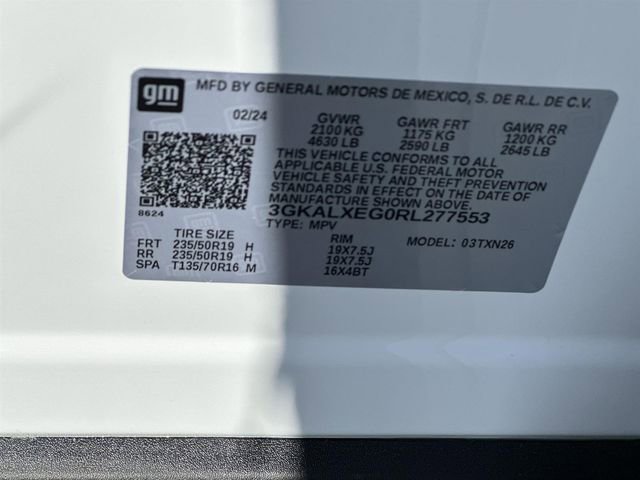 gm
MFD BY GENERAL MOTORS DE MEXICO, S. DE R.L. DE C.V.
02/24 GVWR GAWR FRT GAWR RR
2100 KG 1175 KG 1200 KG
4630 LB 2590 LB 2645 LB
THIS VEHICLE CONFORMS TO ALL
APPLICABLE U.S. FEDERAL MOTOR
VEHICLE SAFETY AND THEFT PREVENTION
STANDARDS IN EFFECT ON THE DATE OF
MANUFACTURE SHOWN ABOVE.
3GKALXEG0RL277553
8624
TYPE: MPV MODEL: 03TXN26
TIRE SIZE RIM
FRT 235/50R19 H 19X7.5J
RR 235/50R19 H 19X7.5J
SPA T135/70R16 M 16X4BT